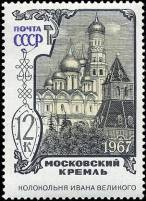 ПОЧТА
СССР
12
К
1967
МОСКОВСКИЙ
КРЕМЛЬ
КОЛОКОЛЬНЯ ИВАНА ВЕЛИКОГО